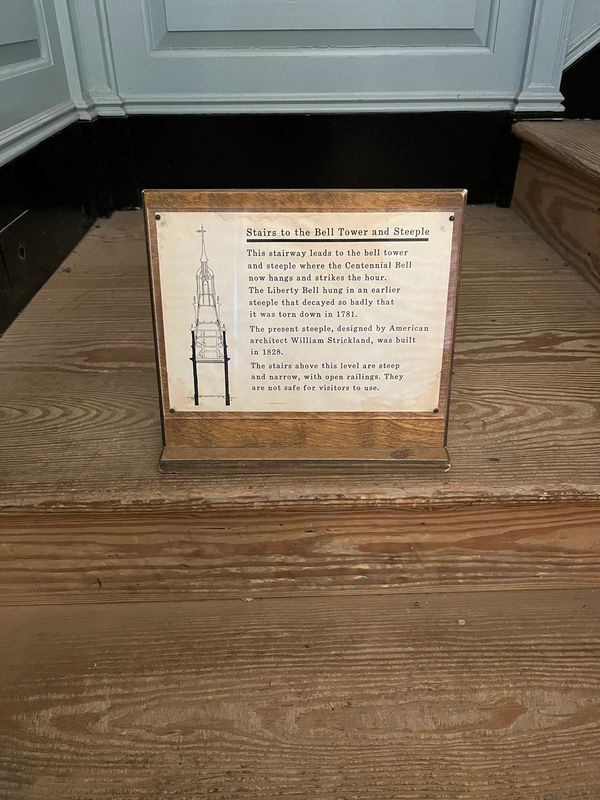 Stairs to the Bell Tower and Steeple
This stairway leads to the bell tower
and steeple where the Centennial Bell
now hangs and strikes the hour.
The Liberty Bell hung in an earlier
steeple that decayed so badly that
it was torn down in 1781.
The present steeple, designed by American
architect William Strickland, was built
in 1828.
The stairs above this level are steep
and narrow, with open railings. They
are not safe for visitors to use.